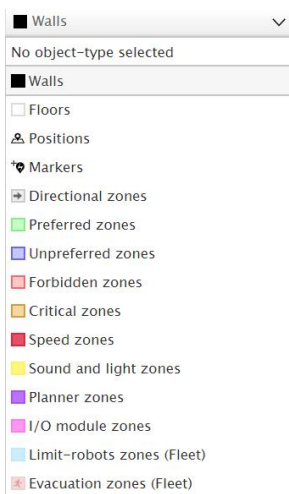 Walls
No object-type selected
Walls
Floors
Positions
Markers
Directional zones
Preferred zones
Unpreferred zones
Forbidden zones
Critical zones
Speed zones
Sound and light zones
Planner zones
I/O module zones
Limit-robots zones (Fleet)
Evacuation zones (Fleet)